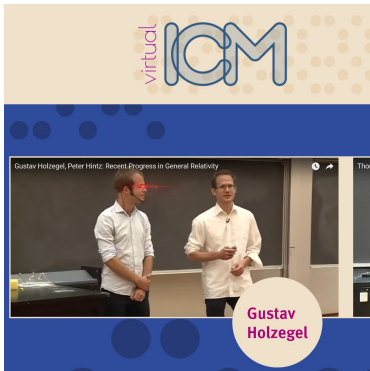 virtual
ICM
Gustav Holzegel, Peter Hintz: Recent Progress in General Relativity
Gustav
Holzegel